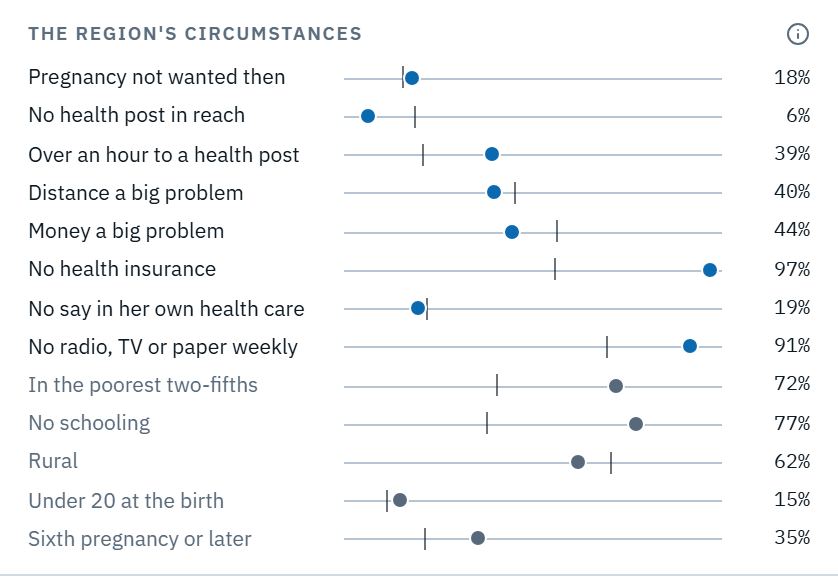 THE REGION'S CIRCUMSTANCES
Pregnancy not wanted then 18%
No health post in reach 6%
Over an hour to a health post 39%
Distance a big problem 40%
Money a big problem 44%
No health insurance 97%
No say in her own health care 19%
No radio, TV or paper weekly 91%
In the poorest two-fifths 72%
No schooling 77%
Rural 62%
Under 20 at the birth 15%
Sixth pregnancy or later 35%